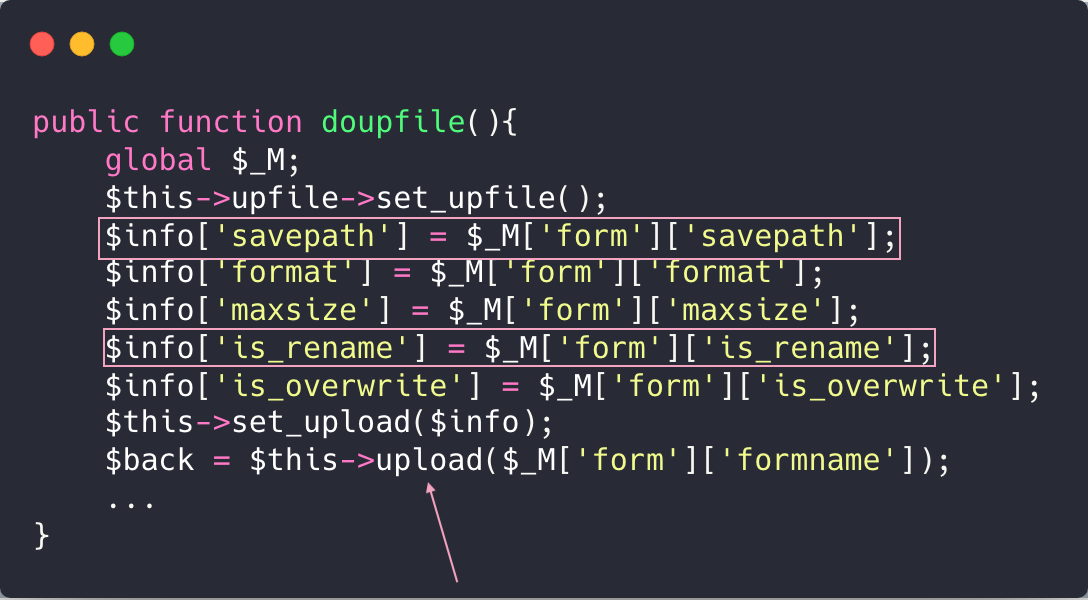 public function doupfile(){
    global $_M;
    $this->upfile->set_upfile();
    $info['savepath'] = $_M['form']['savepath'];
    $info['format'] = $_M['form']['format'];
    $info['maxsize'] = $_M['form']['maxsize'];
    $info['is_rename'] = $_M['form']['is_rename'];
    $info['is_overwrite'] = $_M['form']['is_overwrite'];
    $this->set_upload($info);
    $back = $this->upload($_M['form']['formname']);
    ...
}